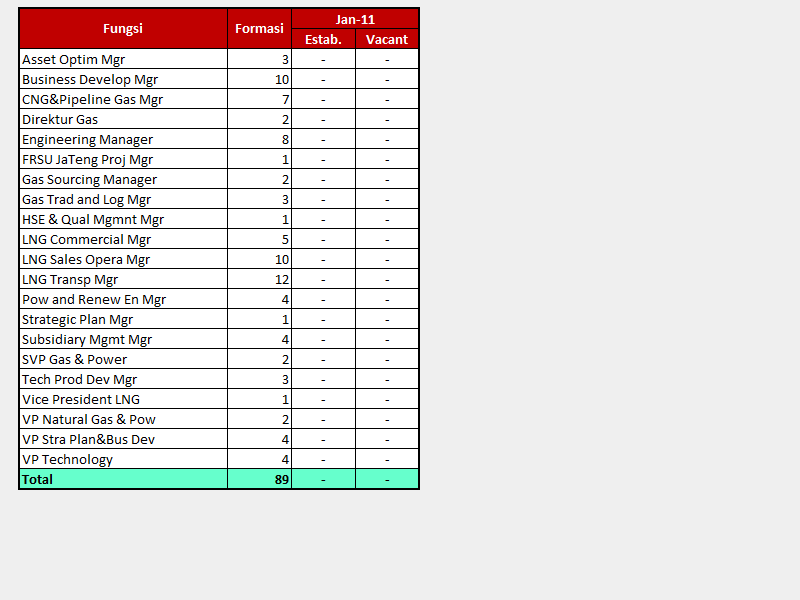 Fungsi Formasi Jan-11
Estab. Vacant
Asset Optim Mgr 3 - -
Business Develop Mgr 10 - -
CNG&Pipeline Gas Mgr 7 - -
Direktur Gas 2 - -
Engineering Manager 8 - -
FRSU JaTeng Proj Mgr 1 - -
Gas Sourcing Manager 2 - -
Gas Trad and Log Mgr 3 - -
HSE & Qual Mgmnt Mgr 1 - -
LNG Commercial Mgr 5 - -
LNG Sales Opera Mgr 10 - -
LNG Transp Mgr 12 - -
Pow and Renew En Mgr 4 - -
Strategic Plan Mgr 1 - -
Subsidiary Mgmt Mgr 4 - -
SVP Gas & Power 2 - -
Tech Prod Dev Mgr 3 - -
Vice President LNG 1 - -
VP Natural Gas & Pow 2 - -
VP Stra Plan&Bus Dev 4 - -
VP Technology 4 - -
Total 89 - -